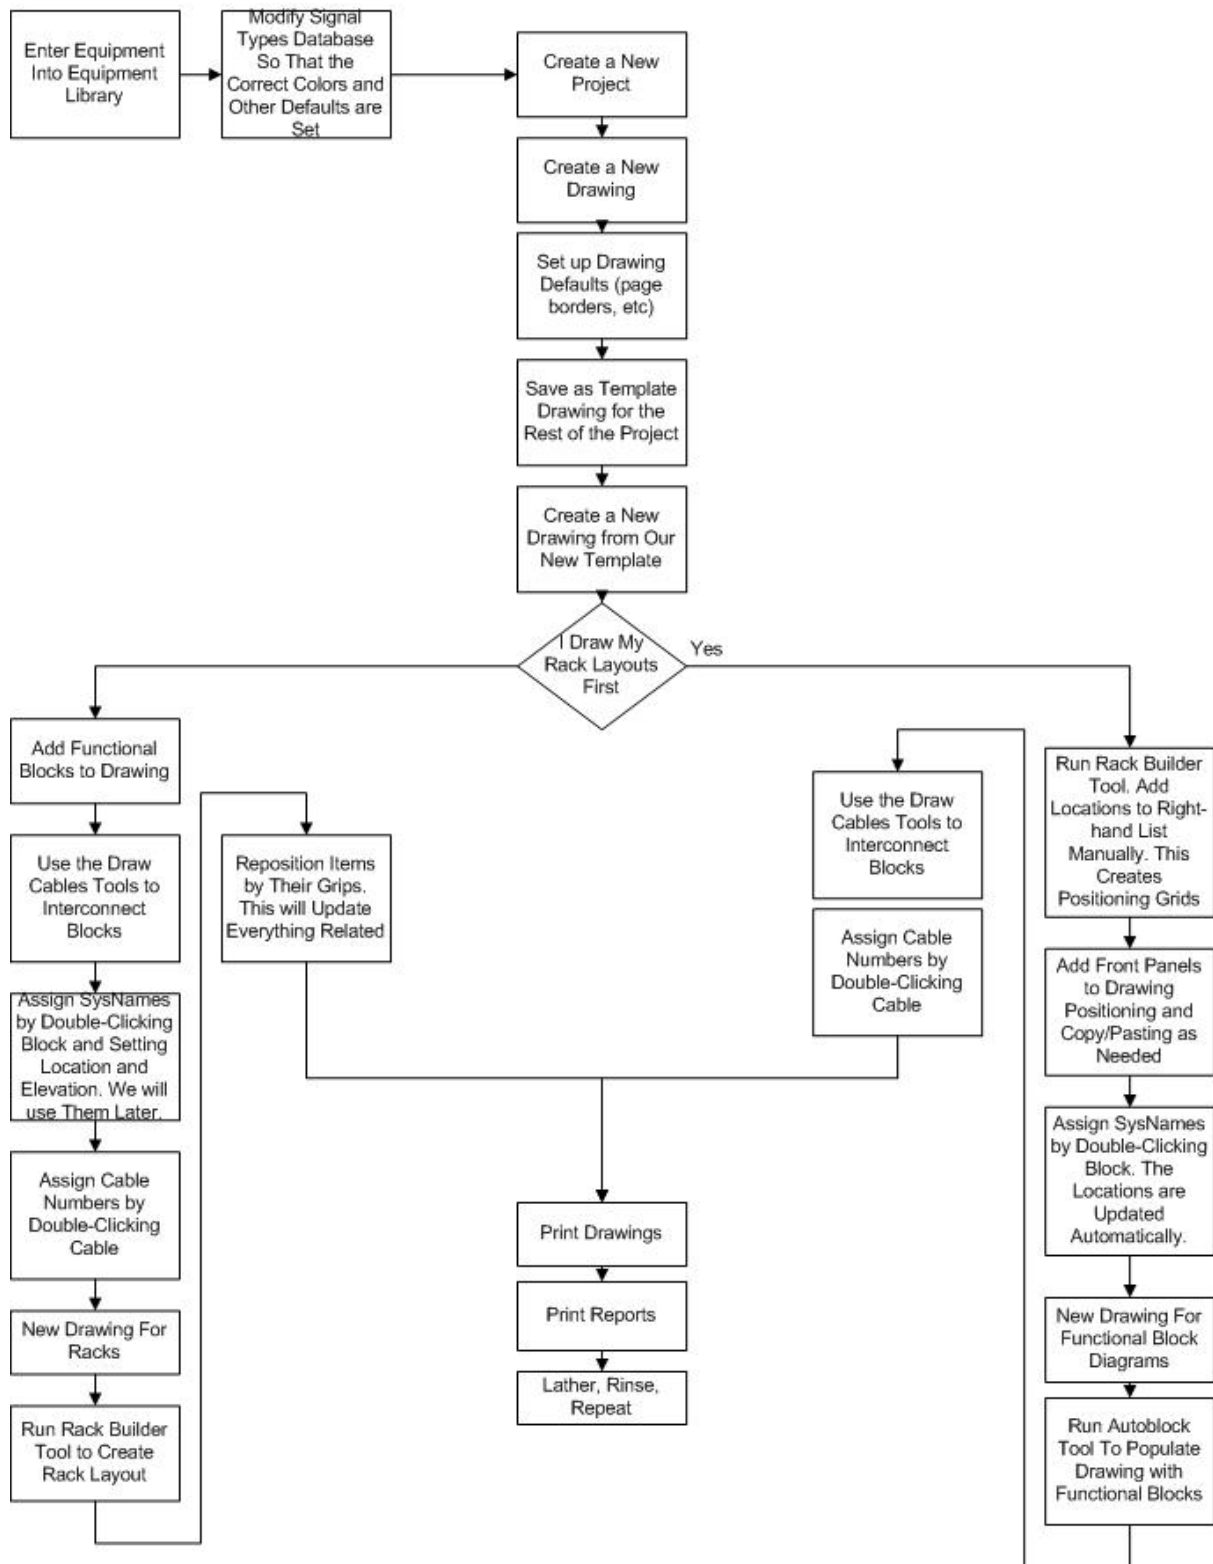 Enter Equipment
Into Equipment
Library
Modify Signal
Types Database
So That the
Correct Colors and
Other Defaults are
Set
Create a New
Project
Create a New
Drawing
Set up Drawing
Defaults (page
borders, etc)
Save as Template
Drawing for the
Rest of the Project
Create a New
Drawing from Our
New Template
I Draw My
Rack Layouts
First
Yes
Add Functional
Blocks to Drawing
Use the Draw
Cables Tools to
Interconnect
Blocks
Assign SysNames
by Double-Clicking
Block and Setting
Location and
Elevation. We will
use Them Later.
Assign Cable
Numbers by
Double-Clicking
Cable
New Drawing For
Racks
Run Rack Builder
Tool to Create
Rack Layout
Reposition Items
by Their Grips.
This will Update
Everything Related
Run Rack Builder
Tool. Add
Locations to Right-
hand List
Manually. This
Creates
Positioning Grids
Add Front Panels
to Drawing
Positioning and
Copy/Pasting as
Needed
Assign SysNames
by Double-Clicking
Block. The
Locations are
Updated
Automatically.
New Drawing For
Functional Block
Diagrams
Run Autoblock
Tool To Populate
Drawing with
Functional Blocks
Use the Draw
Cables Tools to
Interconnect
Blocks
Assign Cable
Numbers by
Double-Clicking
Cable
Print Drawings
Print Reports
Lather, Rinse,
Repeat